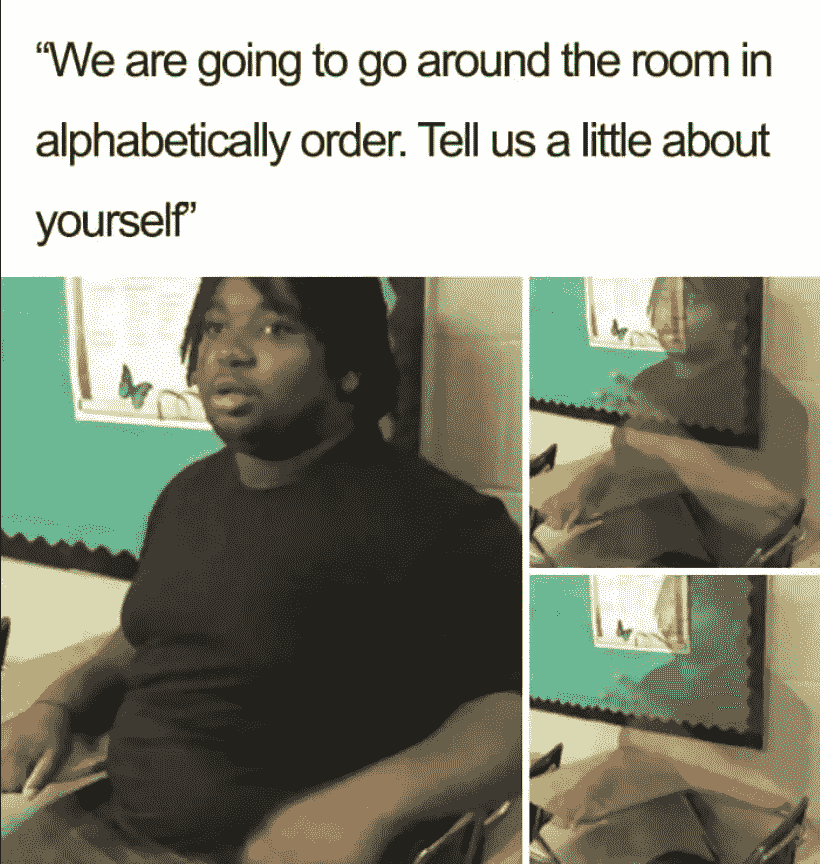 “We are going to go around the room in
alphabetically order. Tell us a little about
yourself”